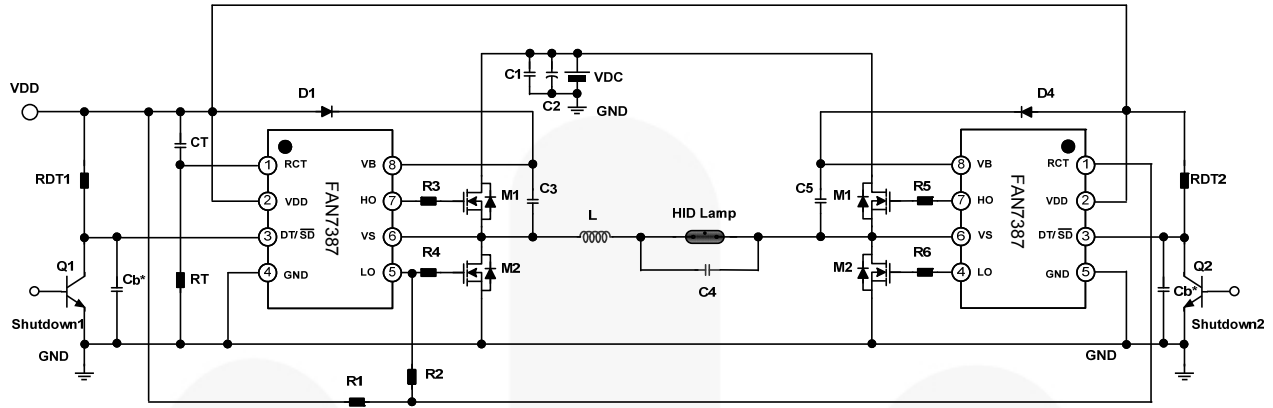 VDD
D1
C1
C2
VDC
GND
D4
CT
RDT1
1 RCT
2 VDD
3 DT/SD
4 GND
FAN7387
VB 8
HO 7
VS 6
LO 5
R3
R4
M1
M2
C3
L
HID Lamp
C4
C5
M1
M2
R5
R6
8 VB
7 HO
6 VS
4 LO
FAN7387
RCT 1
VDD 2
DT/SD 3
GND 5
RDT2
Q1
Cb*
RT
Shutdown1
GND
Q2
Cb*
Shutdown2
GND
R1
R2